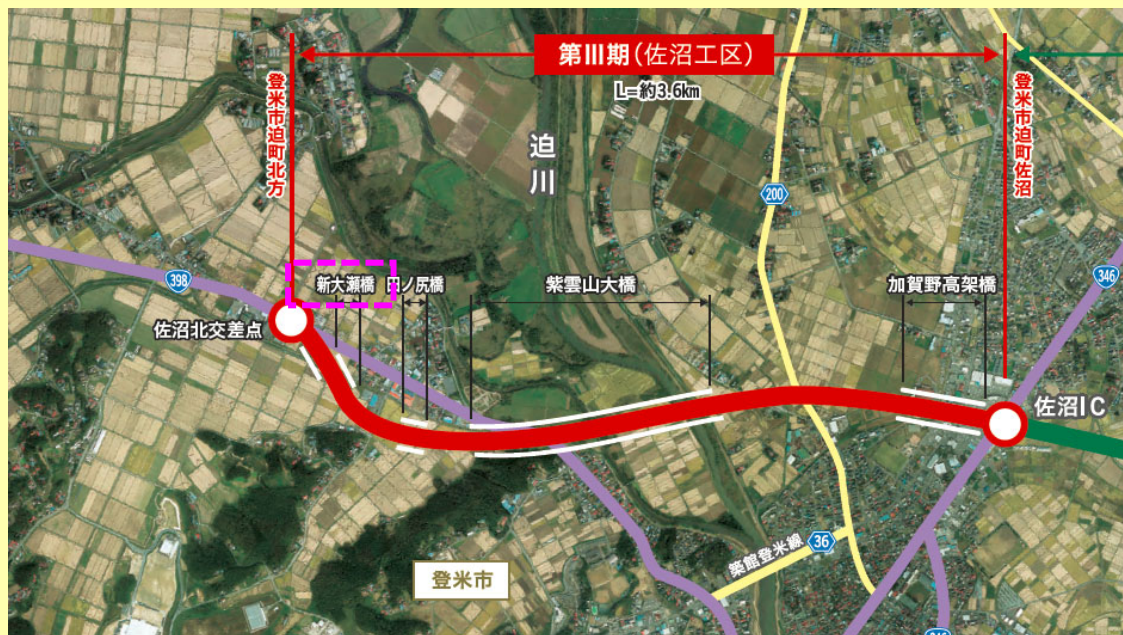 第Ⅲ期(佐沼工区)
L=約3.6km
登米市迫町北方
迫川
200
登米市迫町佐沼
398
新大瀬橋
田ノ尻橋
紫雲山大橋
加賀野高架橋
346
佐沼北交差点
佐沼IC
築館登米線
36
登米市
346